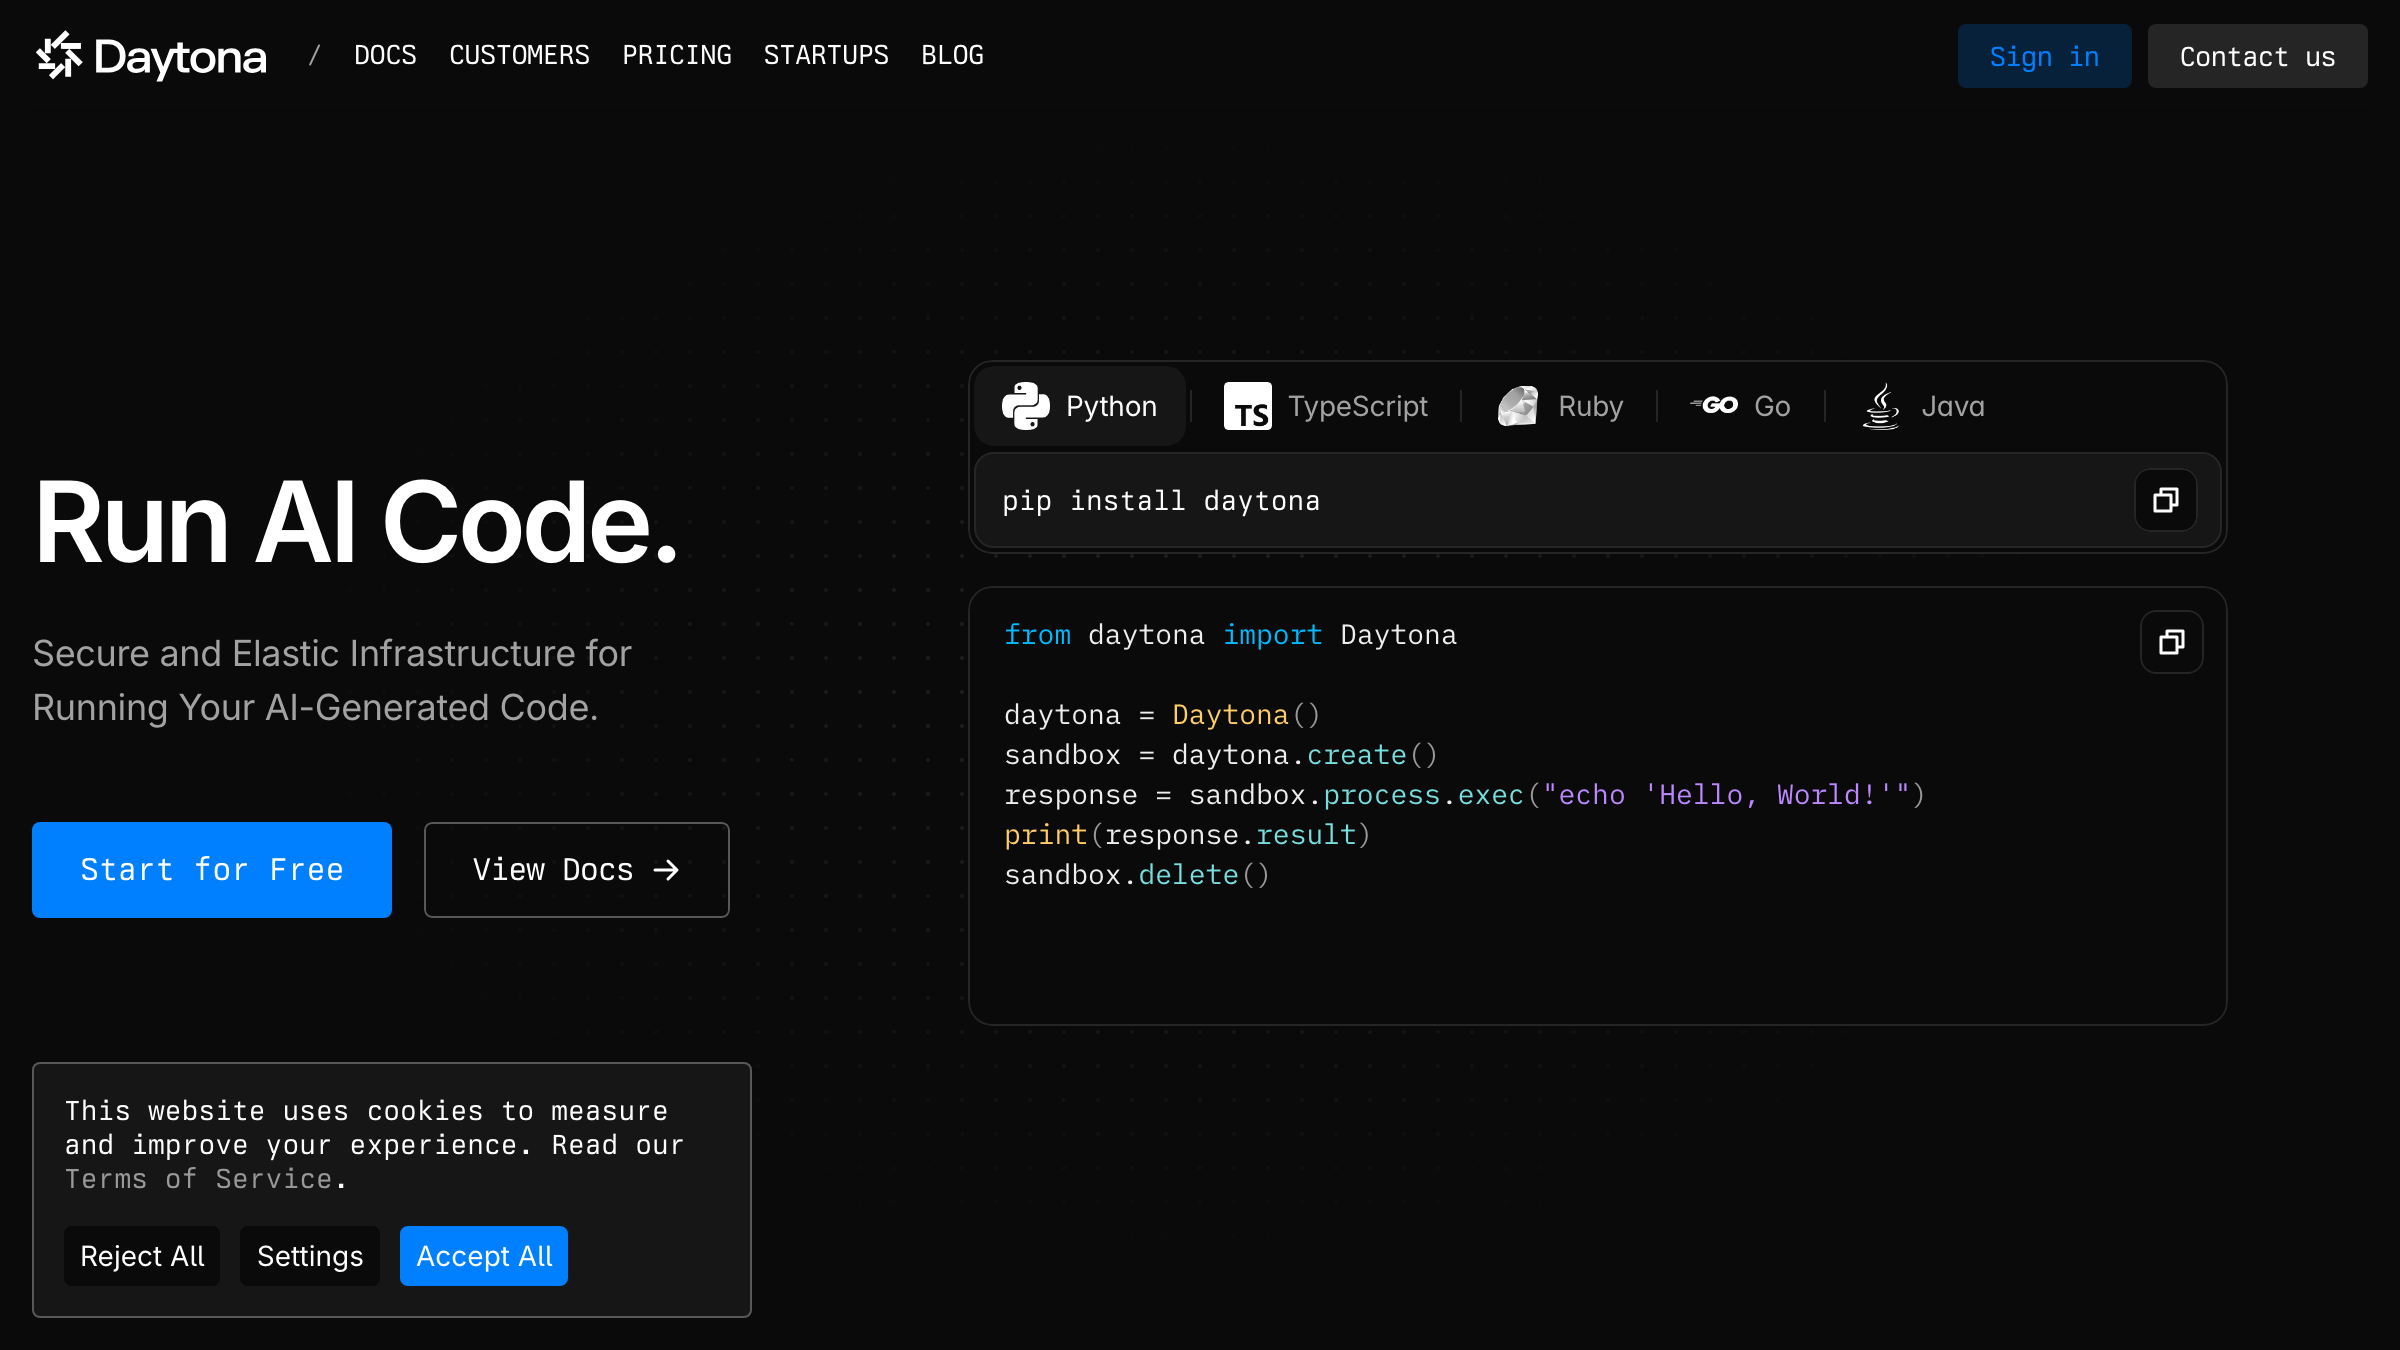 Daytona / DOCS CUSTOMERS PRICING STARTUPS BLOG Sign in Contact us
Run AI Code.
Secure and Elastic Infrastructure for
Running Your AI-Generated Code.
Start for Free View Docs →
TS GO
Python TypeScript Ruby Go Java
pip install daytona
from daytona import Daytona
daytona = Daytona()
sandbox = daytona.create()
response = sandbox.process.exec("echo 'Hello, World!'")
print(response.result)
sandbox.delete()
This website uses cookies to measure
and improve your experience. Read our
Terms of Service.
Reject All Settings Accept All